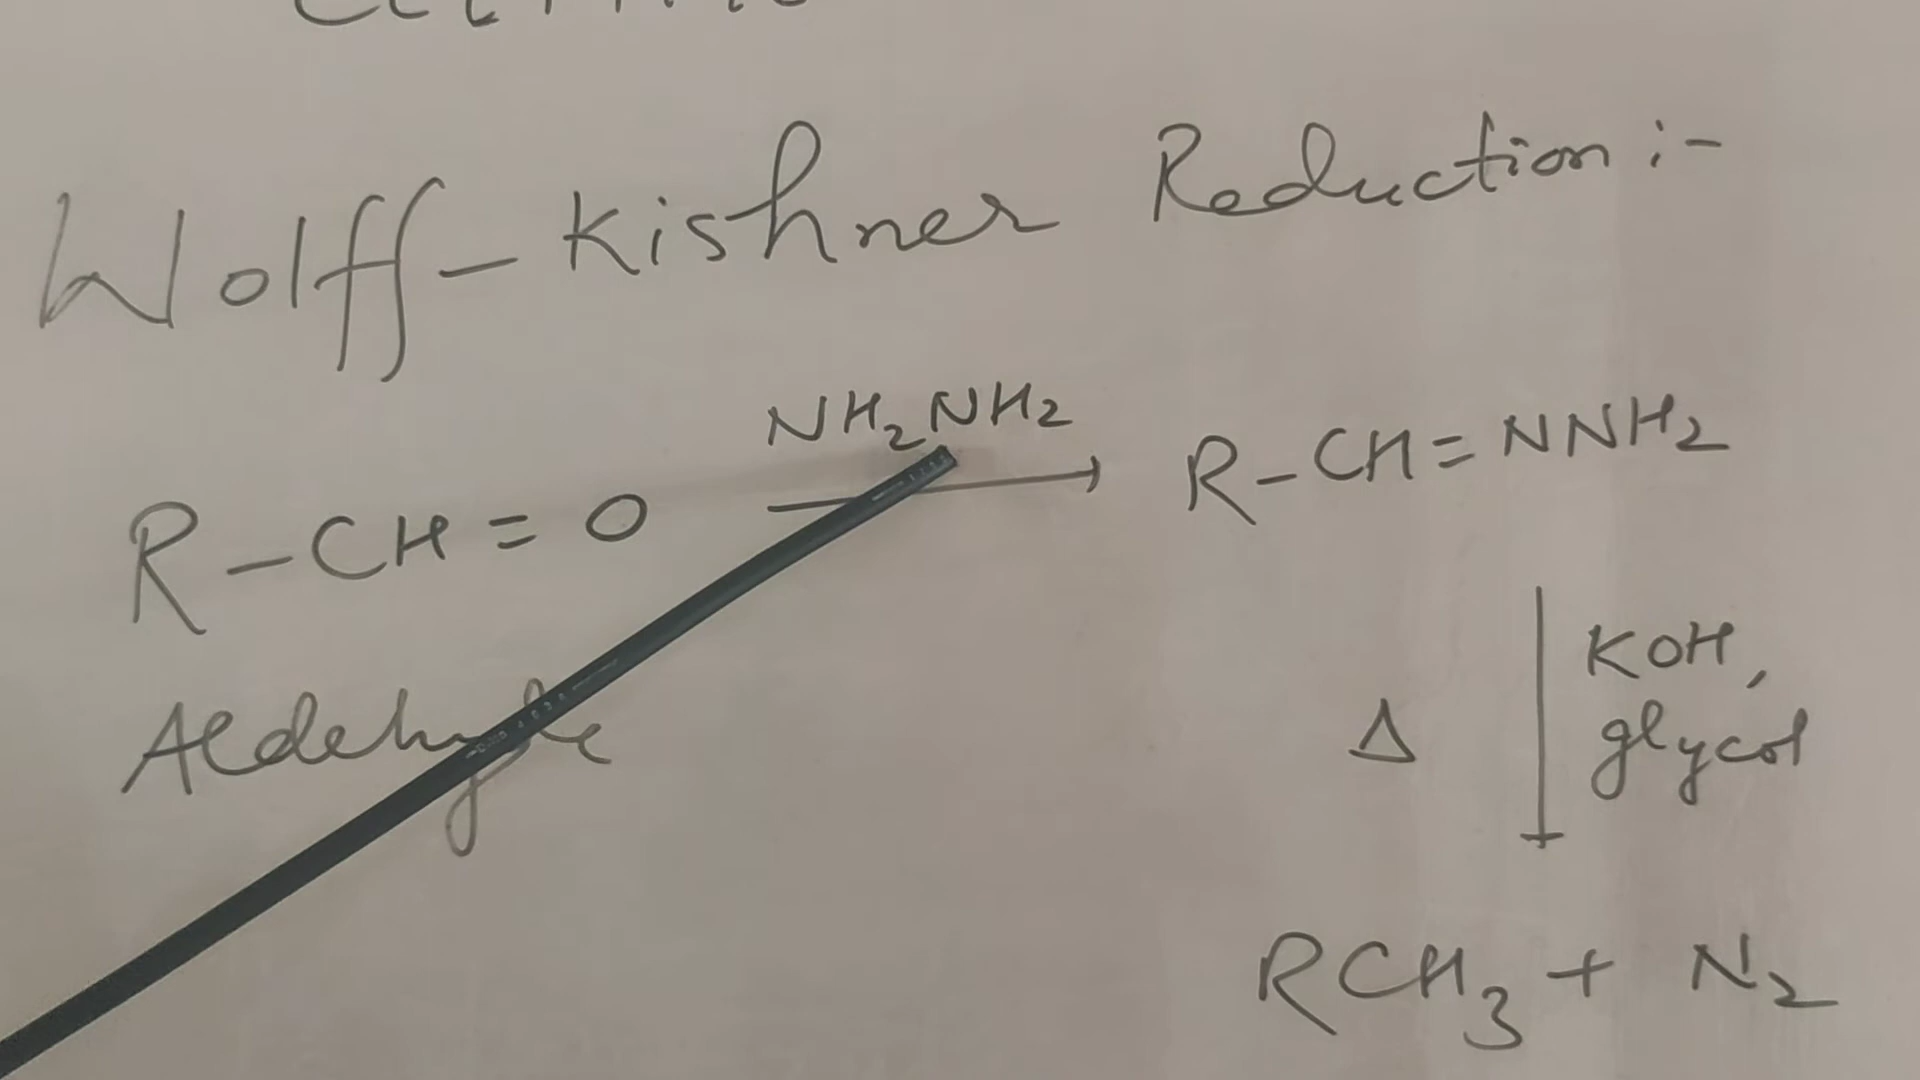 Wolff-Kishner Reduction :-
R-CH=O NH2NH2 → R-CH=NNH2
Aldehyde
Δ KOH,
glycol
RCH3 + N2